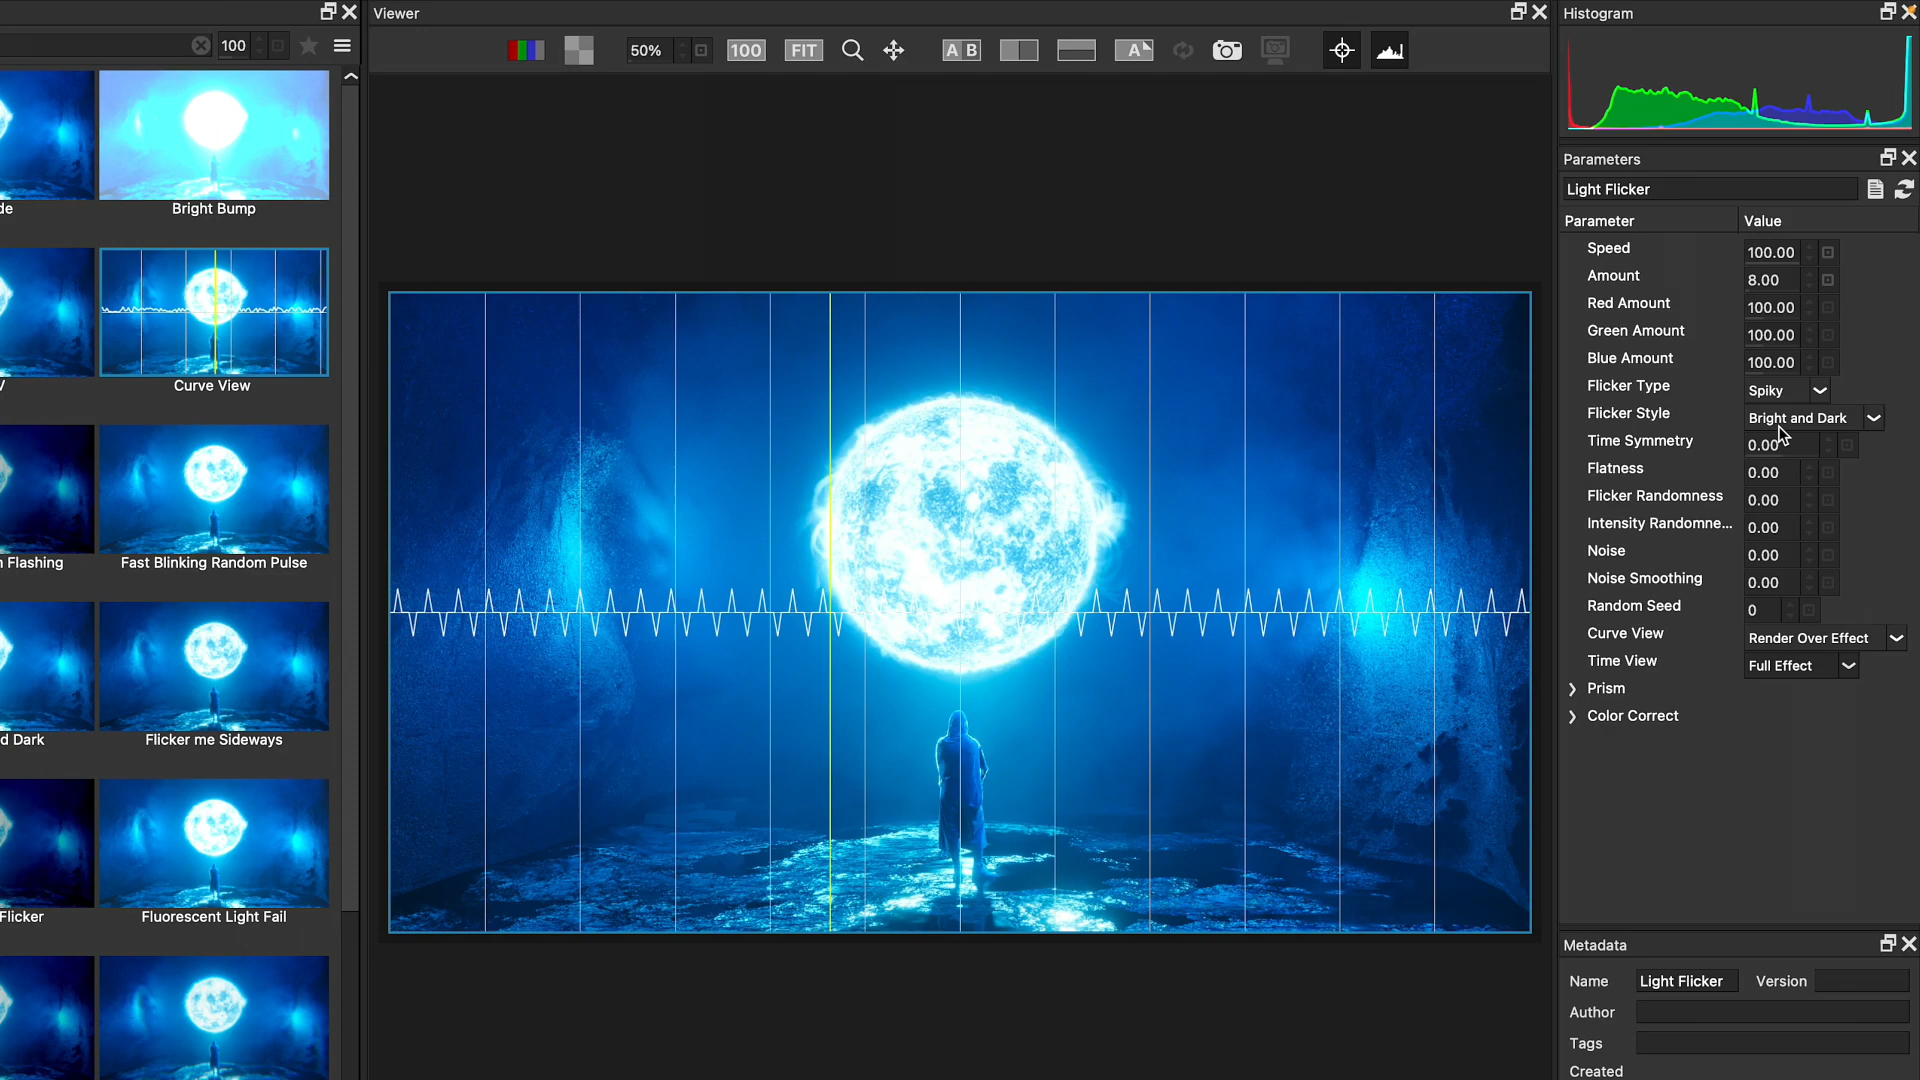 Viewer
Histogram
100
50%
100
FIT
A B
A
Parameters
Light Flicker
Parameter
Value
Speed
100.00
Amount
8.00
Red Amount
100.00
Green Amount
100.00
Blue Amount
100.00
Flicker Type
Spiky
Flicker Style
Bright and Dark
Time Symmetry
0.00
Flatness
0.00
Flicker Randomness
0.00
Intensity Randomne...
0.00
Noise
0.00
Noise Smoothing
0.00
Random Seed
0
Curve View
Render Over Effect
Time View
Full Effect
Prism
Color Correct
de
Bright Bump
Curve View
n Flashing
Fast Blinking Random Pulse
d Dark
Flicker me Sideways
Flicker
Fluorescent Light Fail
Metadata
Name
Light Flicker
Version
Author
Tags
Created